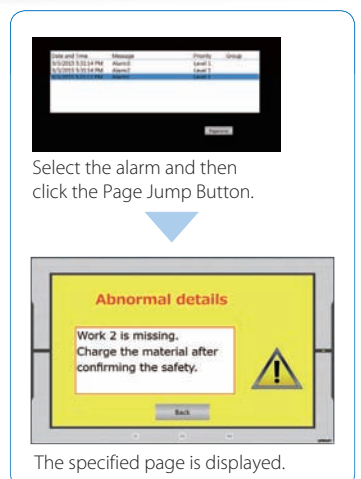 Date and Time Message Priority Group
Alarm3 Level 1
Alarm2
Select the alarm and then
click the Page Jump Button.
Abnormal details
Work 2 is missing.
Charge the material after
confirming the safety.
Back
The specified page is displayed.